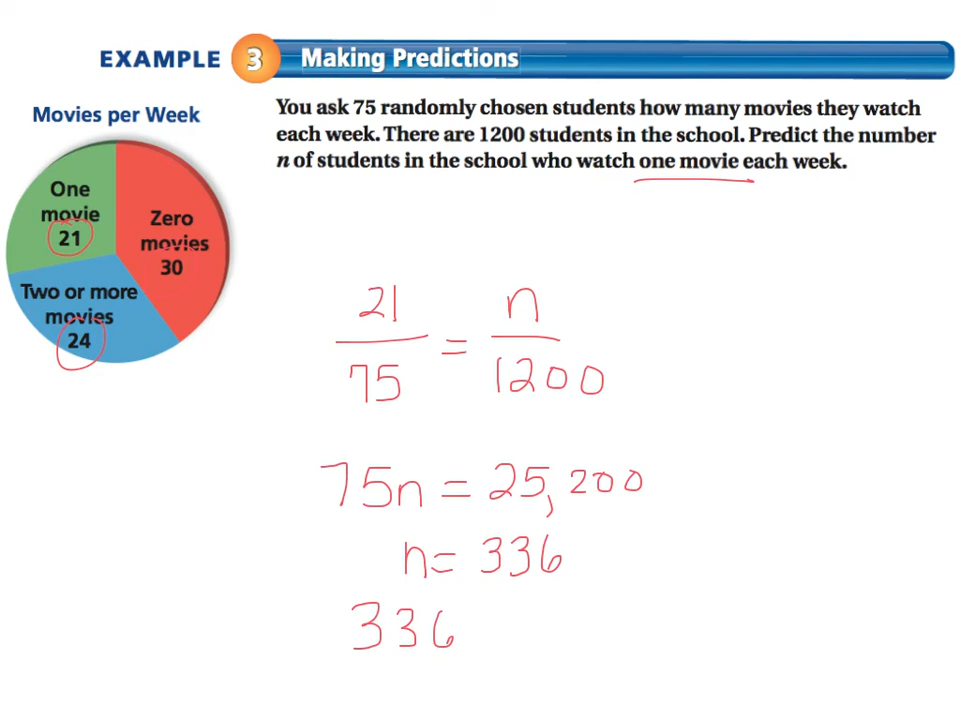 EXAMPLE 3 Making Predictions
Movies per Week
You ask 75 randomly chosen students how many movies they watch
each week. There are 1200 students in the school. Predict the number
n of students in the school who watch one movie each week.
One
movie
21
Zero
movies
30
Two or more
movies
24
21/75 = n/1200
75n = 25,200
n = 336
336